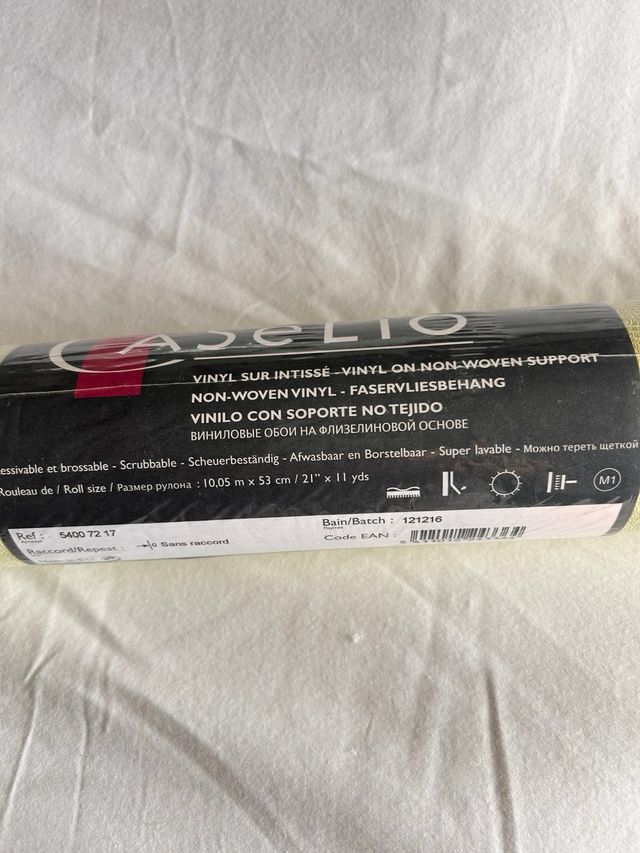 CASELIO
VINYL SUR INTISSÉ - VINYL ON NON-WOVEN SUPPORT
NON-WOVEN VINYL - FASERVLIESBEHANG
VINILO CON SOPORTE NO TEJIDO
ВИНИЛОВЫЕ ОБОИ НА ФЛИЗЕЛИНОВОЙ ОСНОВЕ
essivable et brossable - Scrubbable - Scheuerbeständig - Afwasbaar en Borstelbaar - Super lavable - Можно тереть щеткой
Rouleau de / Roll size / Размер рулона : 10,05 m x 53 cm / 21" x 11 yds
M1
Ref : 5400 72 17
Bain/Batch : 121216
Raccord/Repeat : Sans raccord
Code EAN :